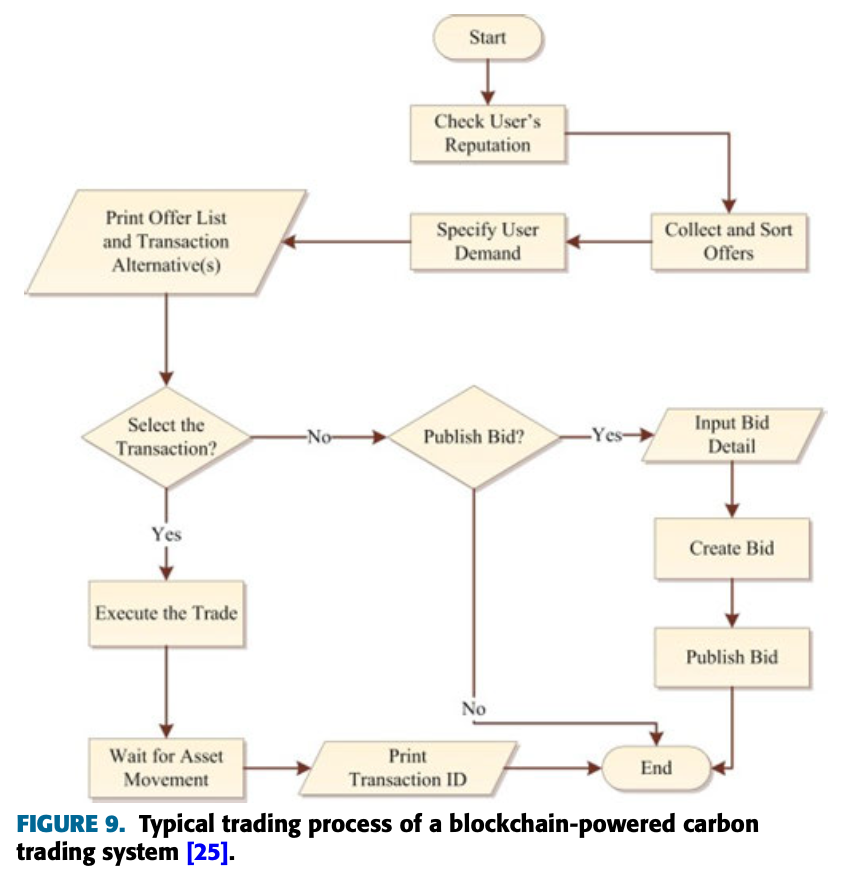 Start
Check User's
Reputation
Collect and Sort
Offers
Specify User
Demand
Print Offer List
and Transaction
Alternative(s)
Select the
Transaction?
No
Publish Bid?
Yes
Input Bid
Detail
Create Bid
Publish Bid
Yes
Execute the Trade
No
Wait for Asset
Movement
Print
Transaction ID
End
FIGURE 9. Typical trading process of a blockchain-powered carbon
trading system [25].